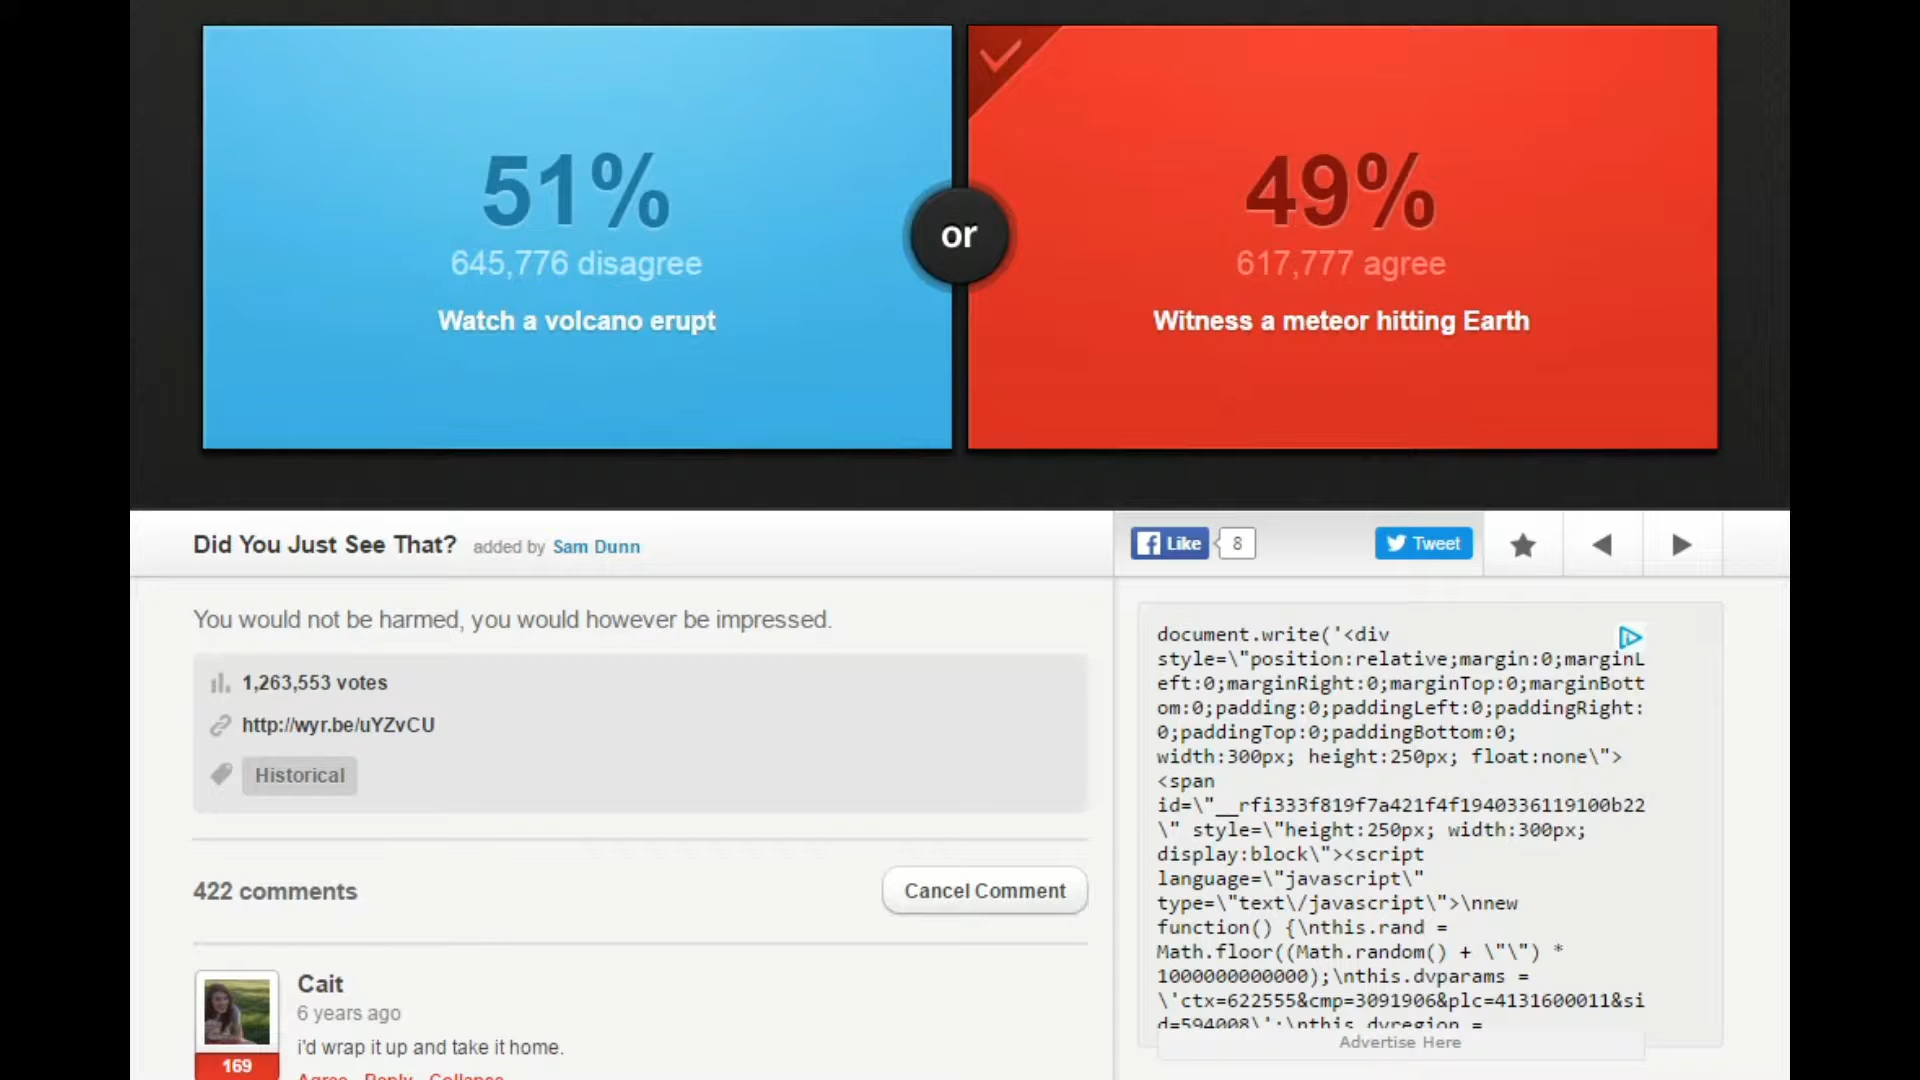 51%
645,776 disagree
Watch a volcano erupt
or
49%
617,777 agree
Witness a meteor hitting Earth
Did You Just See That? added by Sam Dunn
Like 8
Tweet
You would not be harmed, you would however be impressed.
1,263,553 votes
http://wyr.be/uYZvCU
Historical
422 comments
Cancel Comment
Cait
6 years ago
i'd wrap it up and take it home.
169
Agree Reply Collapse
document.write('<div
style=\"position:relative;margin:0;marginL
eft:0;marginRight:0;marginTop:0;marginBott
om:0;padding:0;paddingLeft:0;paddingRight:
0;paddingTop:0;paddingBottom:0;
width:300px; height:250px; float:none\">
<span
id=\"__rfi333f819f7a421f4f1940336119100b22
\" style=\"height:250px; width:300px;
display:block\"><script
language=\"javascript\"
type=\"text\/javascript\">\nnew
function() {\nthis.rand =
Math.floor((Math.random() + \"\") *
1000000000000);\nthis.dvparams =
\'ctx=622555&cmp=3091906&plc=4131600011&si
d=594008\';\nthis.dvregion =
Advertise Here